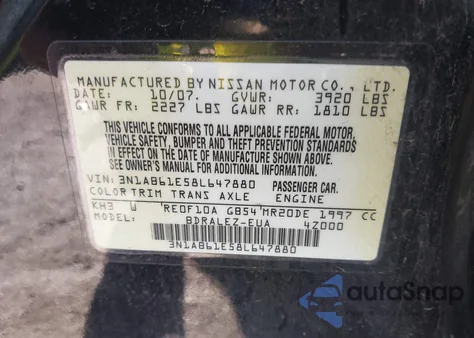 MANUFACTURED BY NISSAN MOTOR CO., LTD.
DATE: 10/07. GVWR: 3920 LBS
GAWR FR: 2227 LBS GAWR RR: 1810 LBS
THIS VEHICLE CONFORMS TO ALL APPLICABLE FEDERAL MOTOR
VEHICLE SAFETY, BUMPER AND THEFT PREVENTION STANDARDS
IN EFFECT ON THE DATE OF MANUFACTURE SHOWN ABOVE.
SEE OWNER'S MANUAL FOR ADDITIONAL INFORMATION.
VIN: 3N1AB61E58L647880 PASSENGER CAR.
COLOR TRIM TRANS AXLE ENGINE
KH3 W RE0F10A GB54 MR20DE 1997 CC
MODEL: BDRALEZ-EUA 4Z000
3N1AB61E58L647880
autoSnap